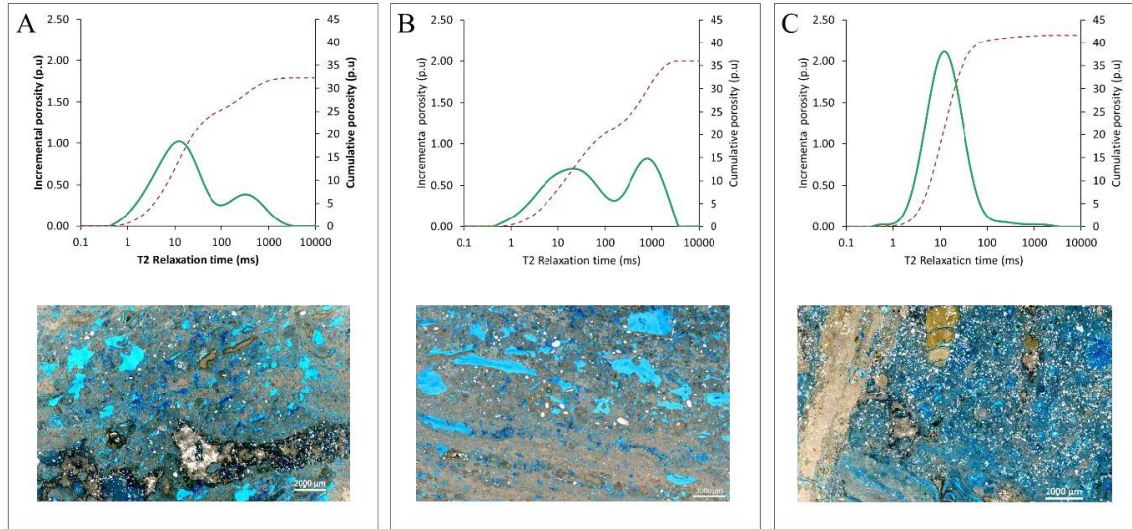 A
2.50
2.00
1.50
1.00
0.50
0.00
Incremental porosity (p.u)
45
40
35
30
25
20
15
10
5
0
Cumulative porosity (p.u)
0.1 1 10 100 1000 10000
T2 Relaxation time (ms)
2000 µm
B
2.50
2.00
1.50
1.00
0.50
0.00
Incremental porosity (p.u)
45
40
35
30
25
20
15
10
5
0
Cumulative porosity (p.u)
0.1 1 10 100 1000 10000
T2 Relaxation time (ms)
2000 µm
C
2.50
2.00
1.50
1.00
0.50
0.00
Incremental porosity (p.u)
45
40
35
30
25
20
15
10
5
0
Cumulative porosity (p.u)
0.1 1 10 100 1000 10000
T2 Relaxation time (ms)
2000 µm